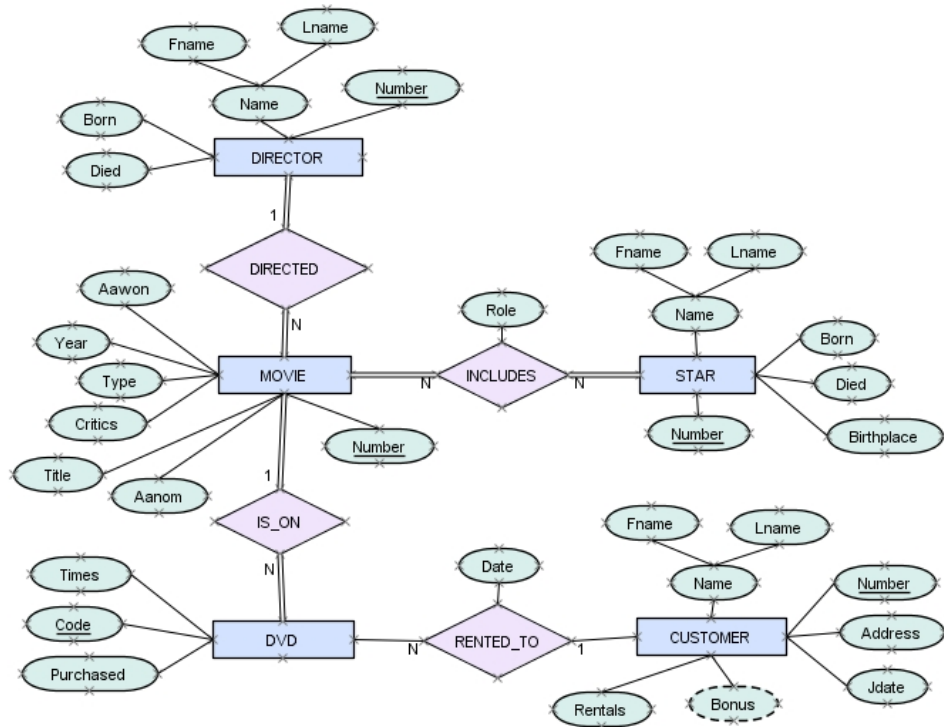 Lname
Fname
Name
Number
Born
Died
DIRECTOR
1
DIRECTED
N
Aawon
Year
Type
Critics
Title
Aanom
MOVIE
Number
N
INCLUDES
Role
N
STAR
Fname
Lname
Name
Born
Died
Birthplace
Number
1
IS_ON
N
Times
Code
Purchased
DVD
N
RENTED_TO
Date
1
CUSTOMER
Fname
Lname
Name
Number
Address
Jdate
Rentals
Bonus